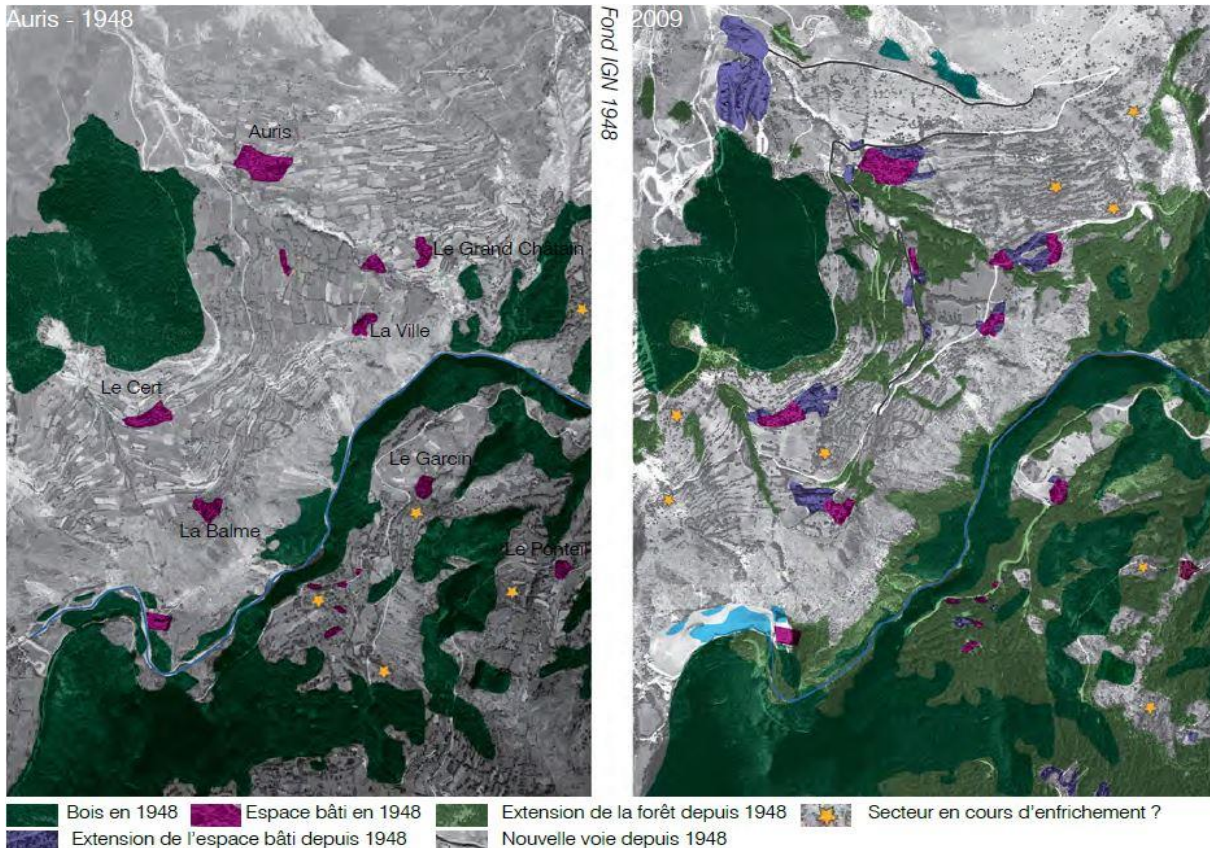 Auris - 1948
Fond IGN 1948
2009
Auris
Le Grand Châtain
La Ville
Le Cert
Le Garcin
La Balme
Le Ponteil
Bois en 1948
Espace bâti en 1948
Extension de la forêt depuis 1948
Secteur en cours d'enfrichement ?
Extension de l'espace bâti depuis 1948
Nouvelle voie depuis 1948